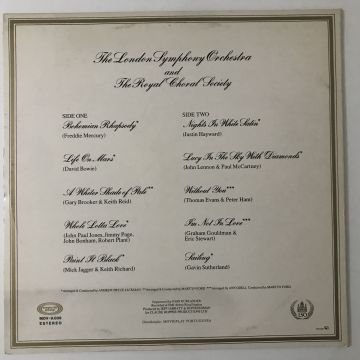 The London Symphony Orchestra
and
The Royal Choral Society
SIDE ONE
Bohemian Rhapsody*
(Freddie Mercury)
Life On Mars*
(David Bowie)
A Whiter Shade of Pale**
(Gary Brooker & Keith Reid)
Whole Lotta Love*
(John Paul Jones, Jimmy Page,
John Bonham, Robert Plant)
Paint It Black*
(Mick Jagger & Keith Richard)
SIDE TWO
Nights In White Satin*
(Justin Hayward)
Lucy In The Sky With Diamonds*
(John Lennon & Paul McCartney)
Without You***
(Thomas Evans & Peter Ham)
I'm Not In Love***
(Graham Gouldman &
Eric Stewart)
Sailing*
(Gavin Sutherland)
ESTEREO